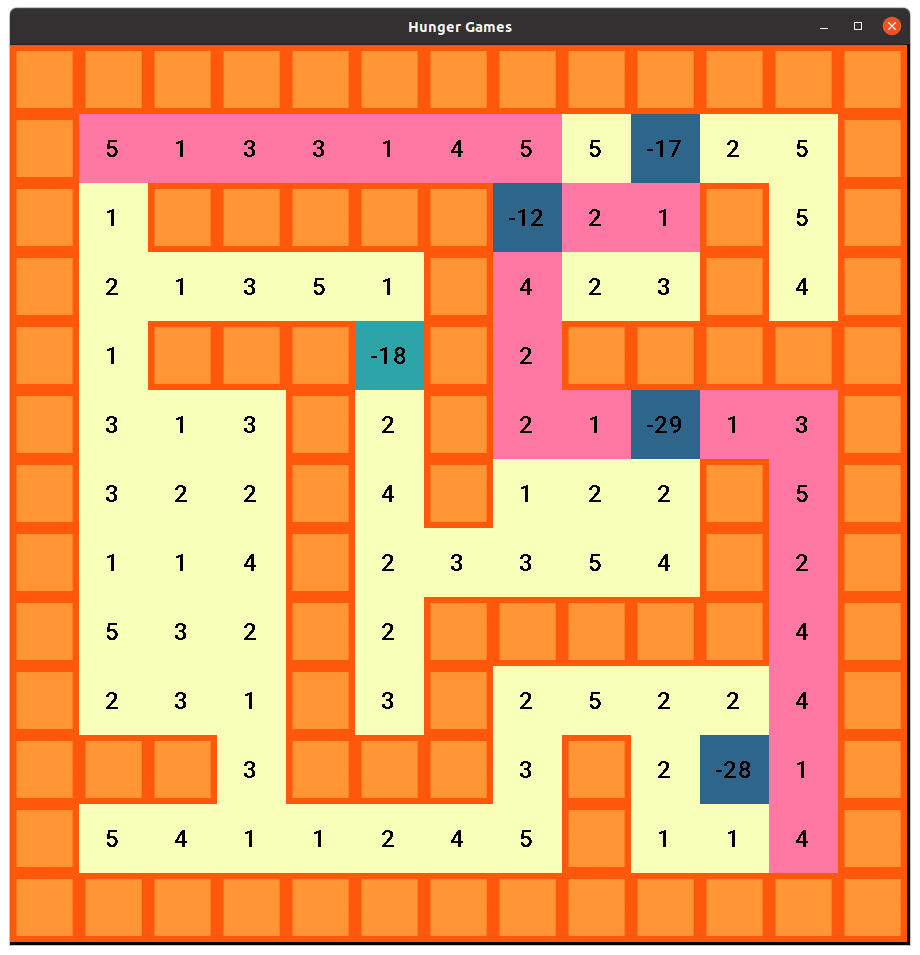 Hunger Games
5 1 3 3 1 4 5 5 -17 2 5
1 -12 2 1 5
2 1 3 5 1 4 2 3 4
1 -18 2
3 1 3 2 2 1 -29 1 3
3 2 2 4 1 2 2 5
1 1 4 2 3 3 5 4 2
5 3 2 2 4
2 3 1 3 2 5 2 2 4
3 3 2 -28 1
5 4 1 1 2 4 5 1 1 4